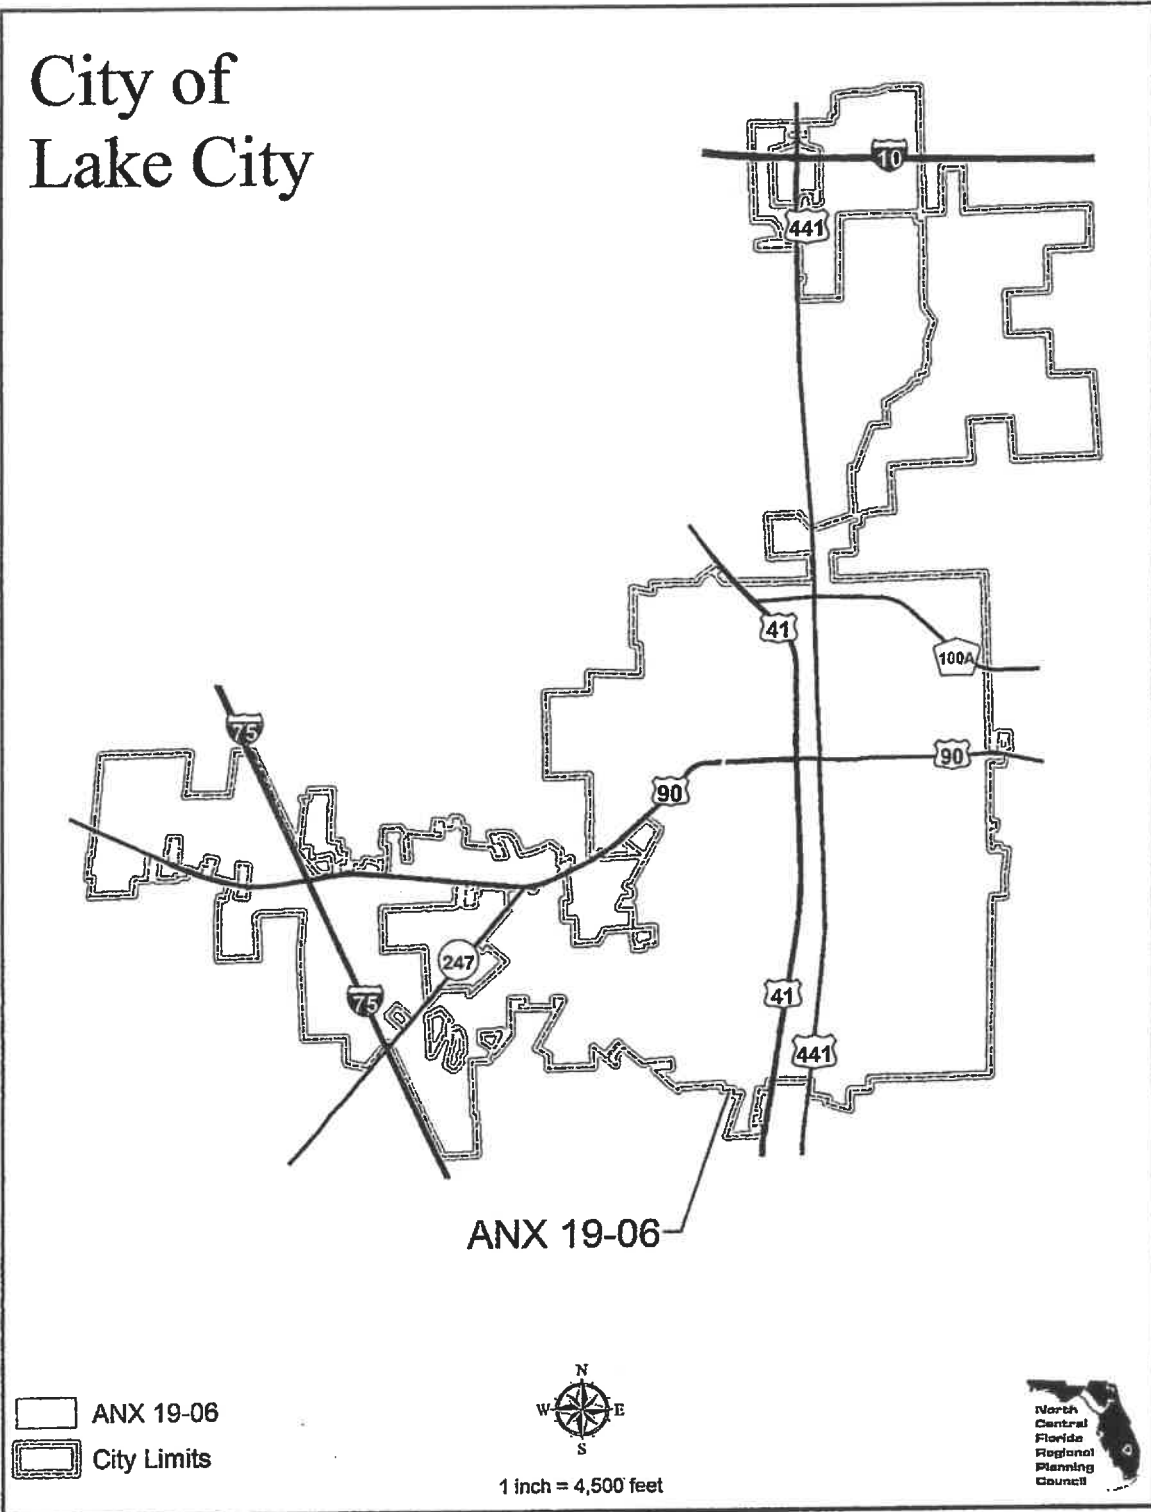 City of
Lake City
10
441
41
100A
75
90
90
247
75
41
441
ANX 19-06
ANX 19-06
City Limits
N
W E
S
1 inch = 4,500 feet
North
Central
Florida
Regional
Planning
Council